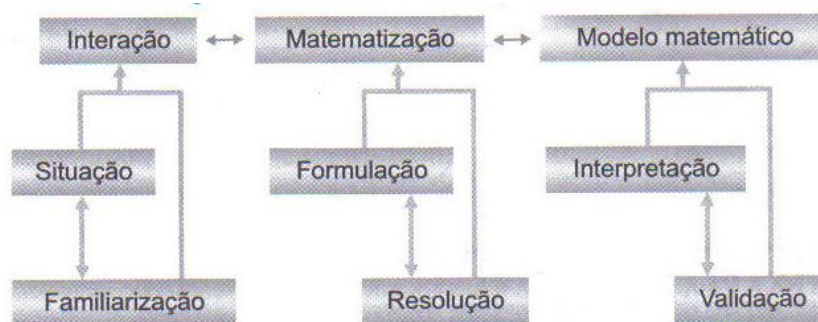 Interação
Matematização
Modelo matemático
Situação
Formulação
Interpretação
Familiarização
Resolução
Validação